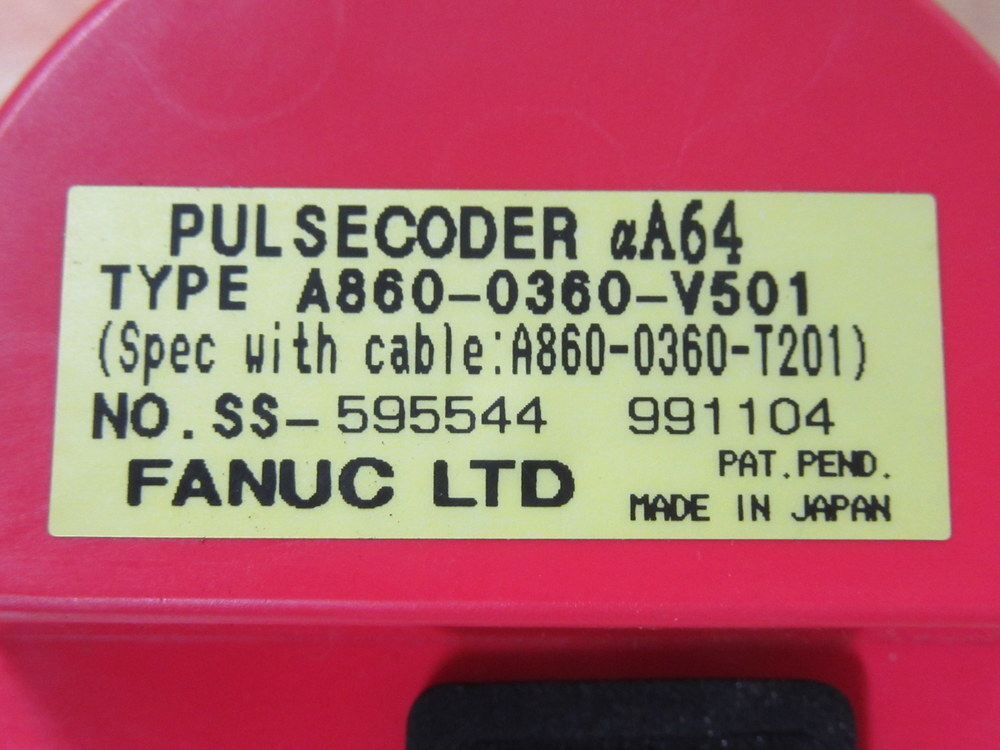 PULSECODER αA64
TYPE A860-0360-V501
(Spec with cable:A860-0360-T201)
NO. SS-595544 991104
FANUC LTD PAT.PEND.
MADE IN JAPAN